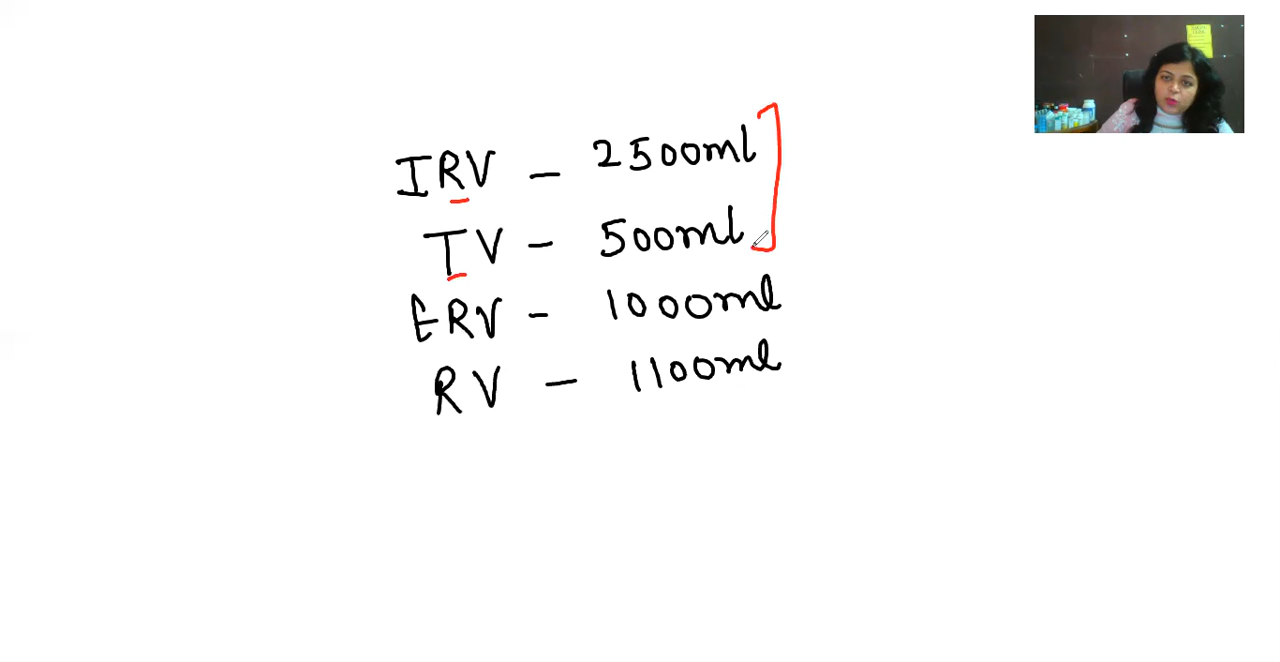 IRV - 2500ml
TV - 500ml
ERV - 1000ml
RV - 1100ml